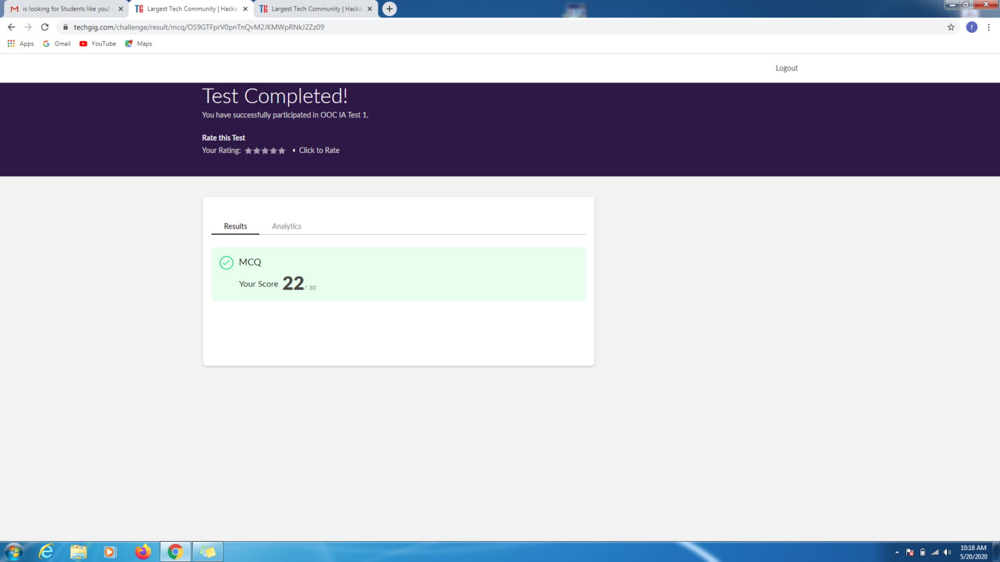 is looking for Students like you! -
TG Largest Tech Community | Hacka
TG Largest Tech Community | Hacka
techgig.com/challenge/result/mcq/OS9GTFprV0pnTnQvM2JKMWpRNkJ2Zz09
f
Apps Gmail YouTube Maps
Logout
Test Completed!
You have successfully participated in OOC IA Test 1.
Rate this Test
Your Rating: Click to Rate
Results Analytics
MCQ
Your Score 22 / 30
10:18 AM
5/20/2020